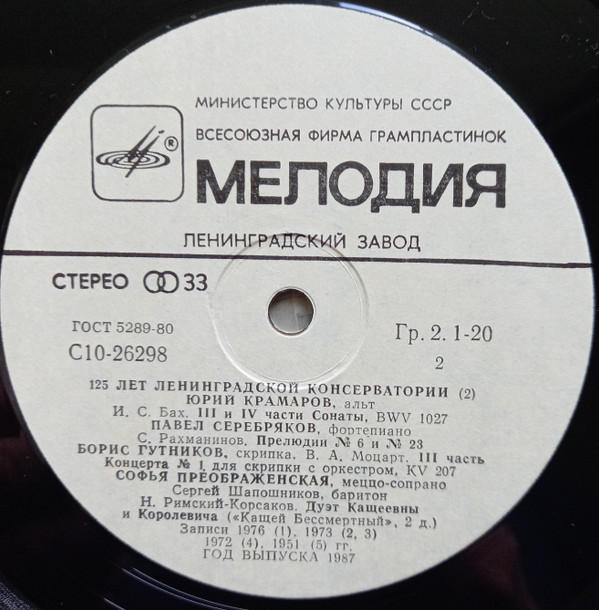 МИНИСТЕРСТВО КУЛЬТУРЫ СССР
ВСЕСОЮЗНАЯ ФИРМА ГРАМПЛАСТИНОК
®
МЕЛОДИЯ
ЛЕНИНГРАДСКИЙ ЗАВОД
СТЕРЕО 33
ГОСТ 5289-80
Гр. 2. 1-20
С10-26298
2
125 ЛЕТ ЛЕНИНГРАДСКОЙ КОНСЕРВАТОРИИ (2)
ЮРИЙ КРАМАРОВ, альт
И. С. Бах. III и IV части Сонаты, BWV 1027
ПАВЕЛ СЕРЕБРЯКОВ, фортепиано
С. Рахманинов. Прелюдии № 6 и № 23
БОРИС ГУТНИКОВ, скрипка. В. А. Моцарт. III часть
Концерта № 1 для скрипки с оркестром, KV 207
СОФЬЯ ПРЕОБРАЖЕНСКАЯ, меццо-сопрано
Сергей Шапошников, баритон
Н. Римский-Корсаков. Дуэт Кащеевны
и Королевича («Кащей Бессмертный», 2 д.)
Записи 1976 (1), 1973 (2, 3)
1972 (4), 1951 (5) гг.
ГОД ВЫПУСКА 1987